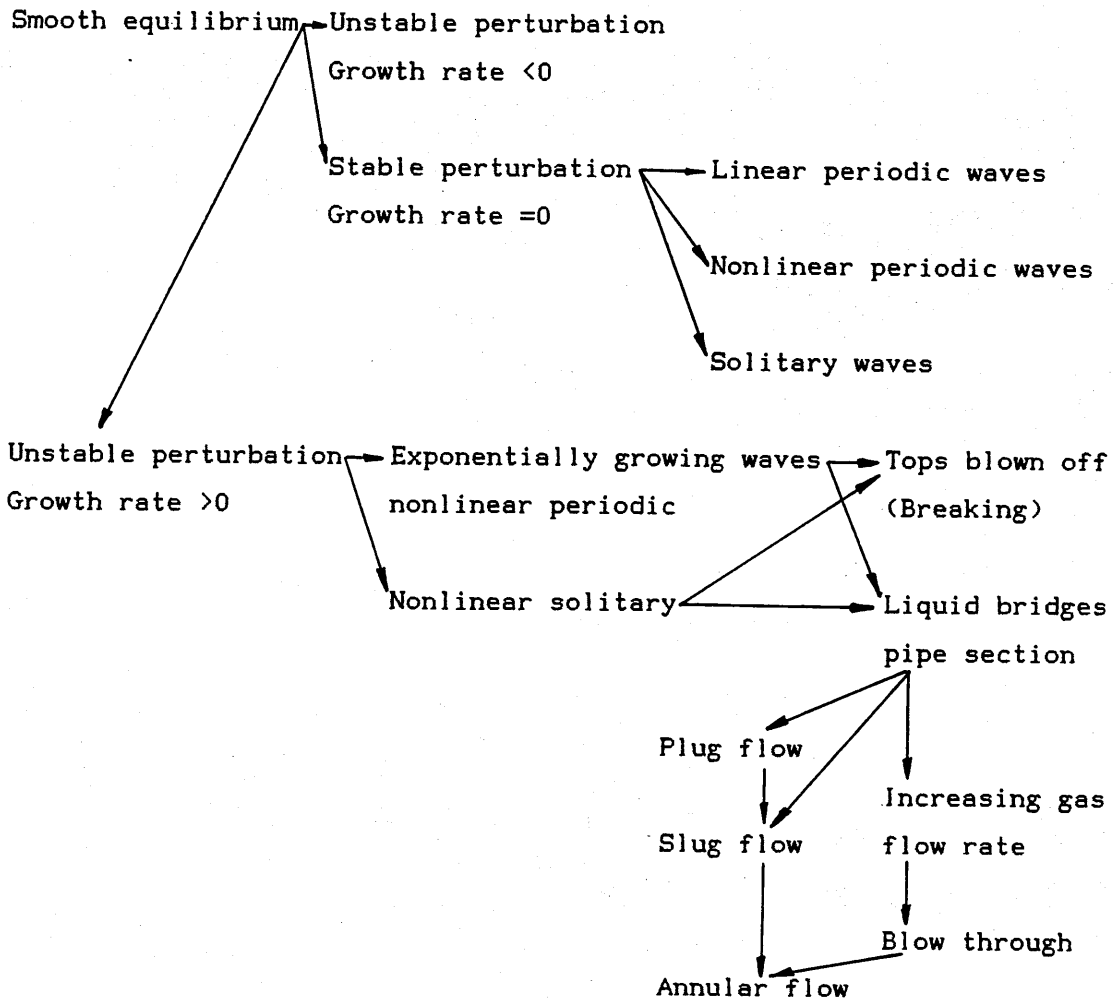 Smooth equilibrium Unstable perturbation
Growth rate <0
Stable perturbation Linear periodic waves
Growth rate =0
Nonlinear periodic waves
Solitary waves
Unstable perturbation Exponentially growing waves Tops blown off
Growth rate >0 nonlinear periodic (Breaking)
Nonlinear solitary Liquid bridges
pipe section
Plug flow
Increasing gas
Slug flow flow rate
Blow through
Annular flow